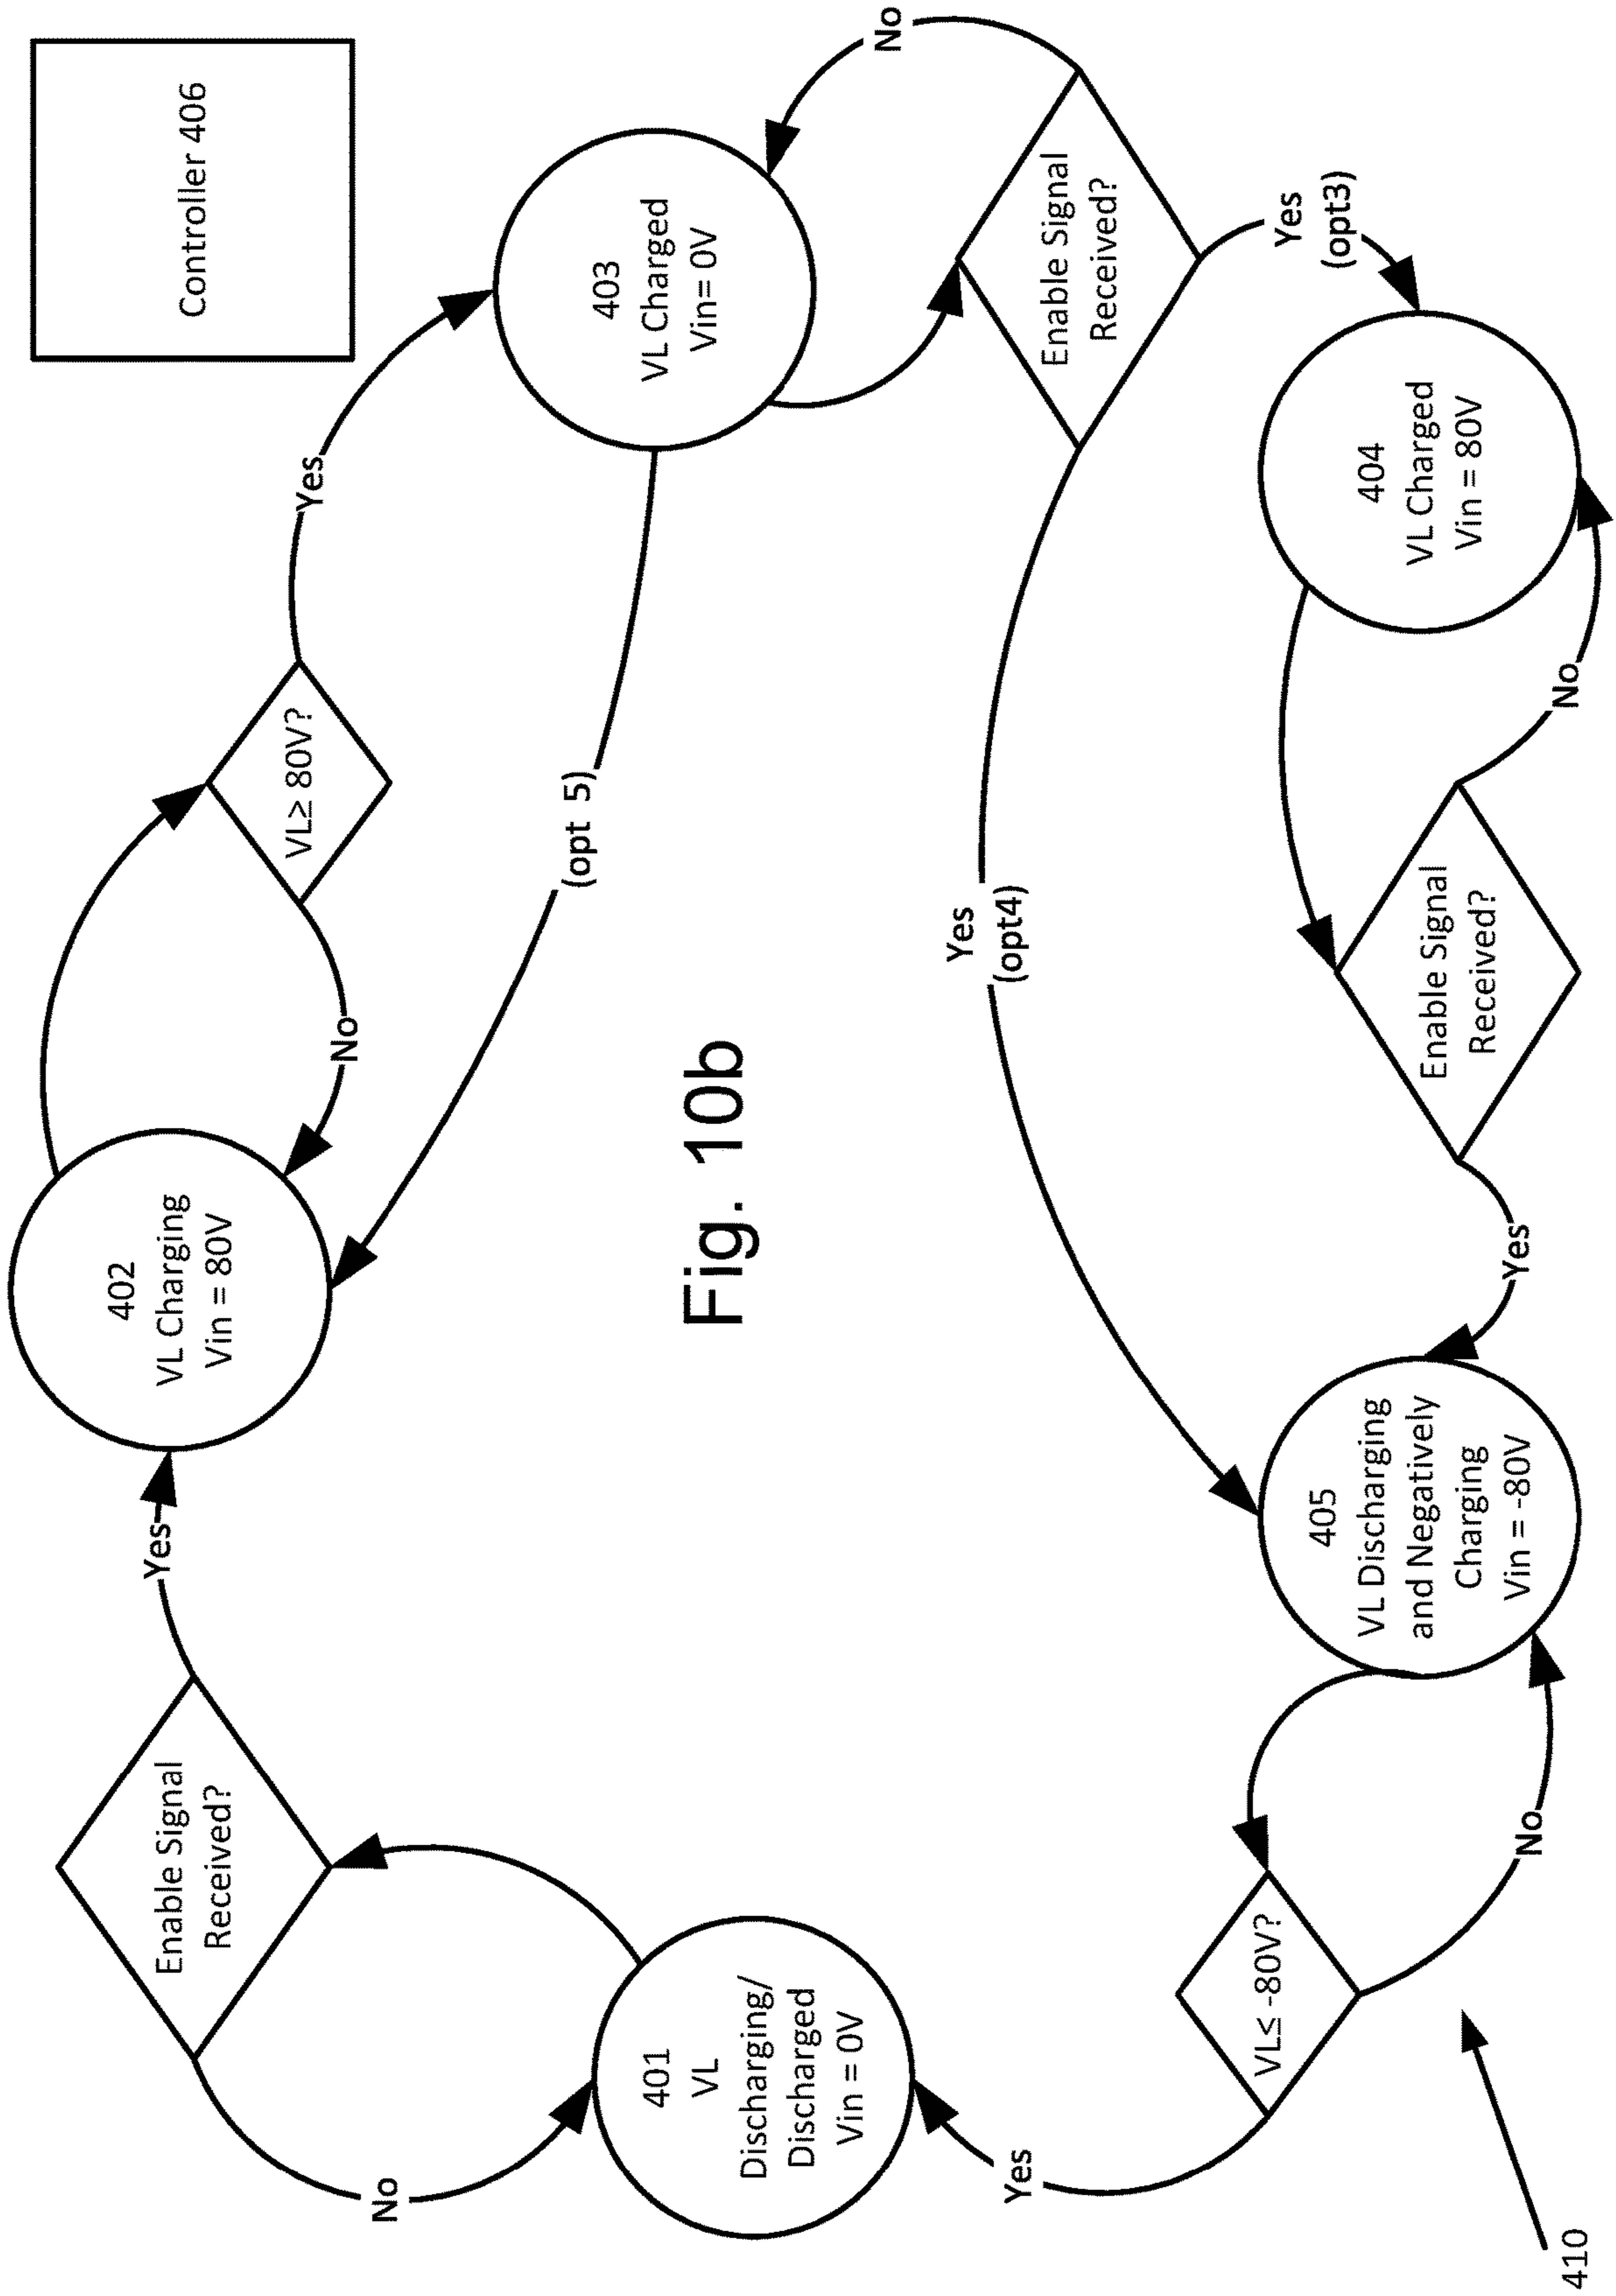 Controller 406
Enable Signal
Received?
Yes
No
402
VL Charging
Vin = 80V
VL≥ 80V?
Yes
No
401
VL
Discharging/
Discharged
Vin = 0V
(opt 5)
403
VL Charged
Vin= 0V
Fig. 10b
Yes
(opt4)
Enable Signal
Received?
No
Yes
(opt3)
Yes
VL≤ -80V?
No
405
VL Discharging
and Negatively
Charging
Vin = -80V
Yes
Enable Signal
Received?
No
404
VL Charged
Vin = 80V
410